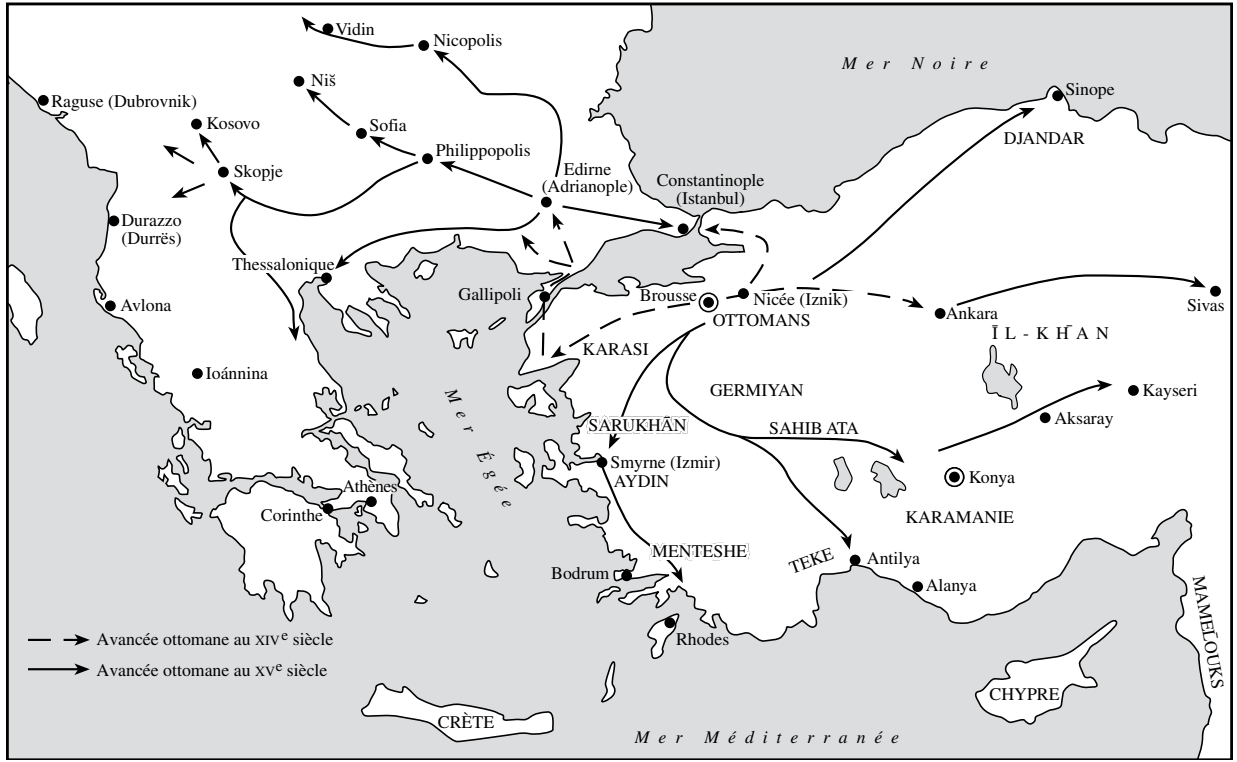 Vidin
Nicopolis
Mer Noire
Niš
Sinope
Raguse (Dubrovnik)
Kosovo
Sofia
DJANDAR
Philippopolis
Skopje
Edirne
(Adrianople)
Constantinople
(Istanbul)
Durazzo
(Durrës)
Thessalonique
Gallipoli
Brousse
Nicée (Iznik)
Avlona
OTTOMANS
Ankara
Sivas
ĪL-KHĀN
KARASI
Ioánnina
GERMIYAN
Kayseri
Mer Égée
Aksaray
SARUKHĀN
SAHIB ATA
Smyrne (Izmir)
AYDIN
Konya
Athènes
Corinthe
KARAMANIE
MENTESHE
TEKE
Antilya
Bodrum
Alanya
MAMELOUKS
Rhodes
Avancée ottomane au XIVe siècle
Avancée ottomane au XVe siècle
CHYPRE
CRÈTE
Mer Méditerranée